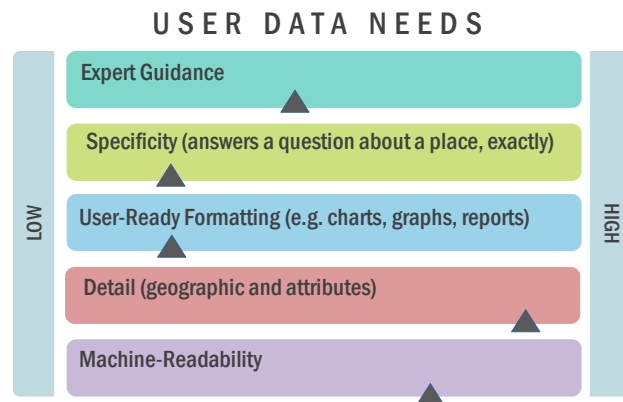 USER DATA NEEDS
Expert Guidance
Specificity (answers a question about a place, exactly)
LOW
User-Ready Formatting (e.g. charts, graphs, reports)
HIGH
Detail (geographic and attributes)
Machine-Readability